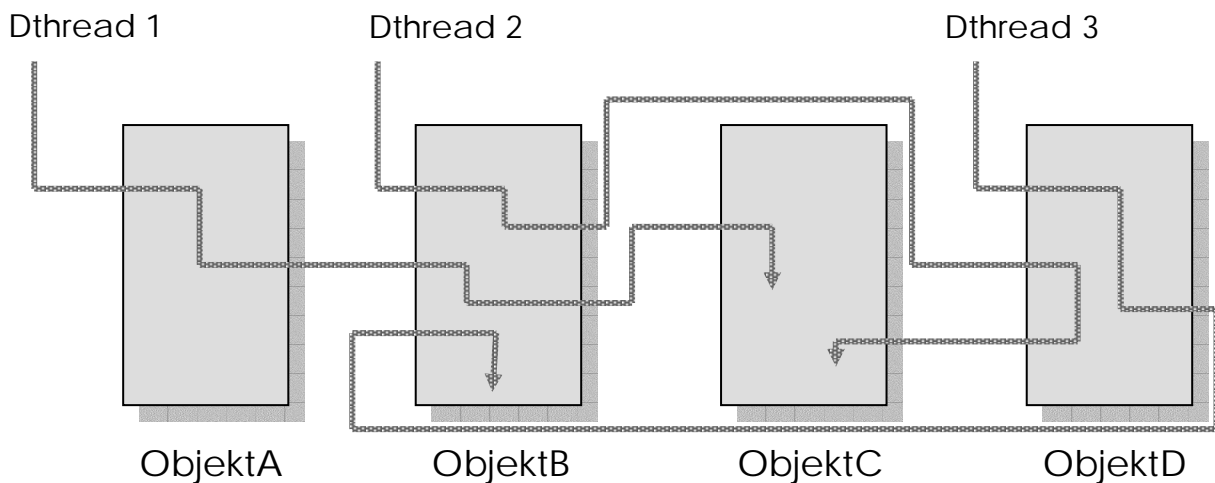 Dthread 1
Dthread 2
Dthread 3
ObjektA
ObjektB
ObjektC
ObjektD